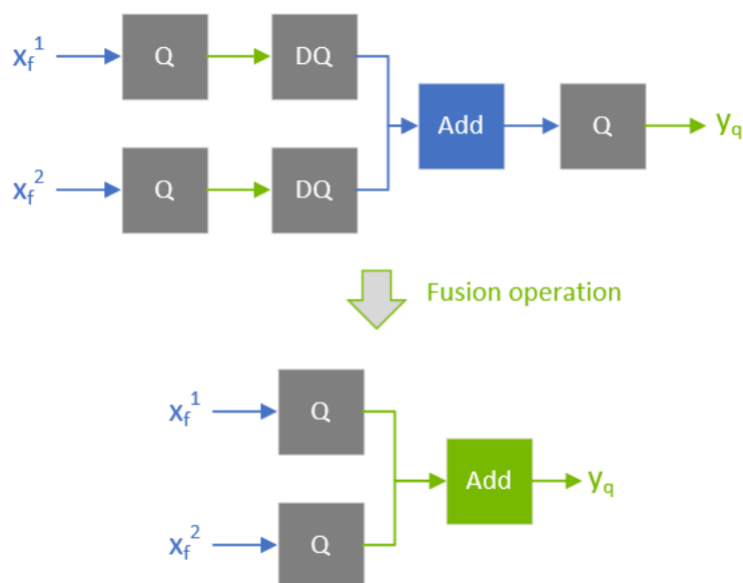 x_f^1 Q DQ
Add Q y_q
x_f^2 Q DQ
Fusion operation
x_f^1 Q
Add y_q
x_f^2 Q